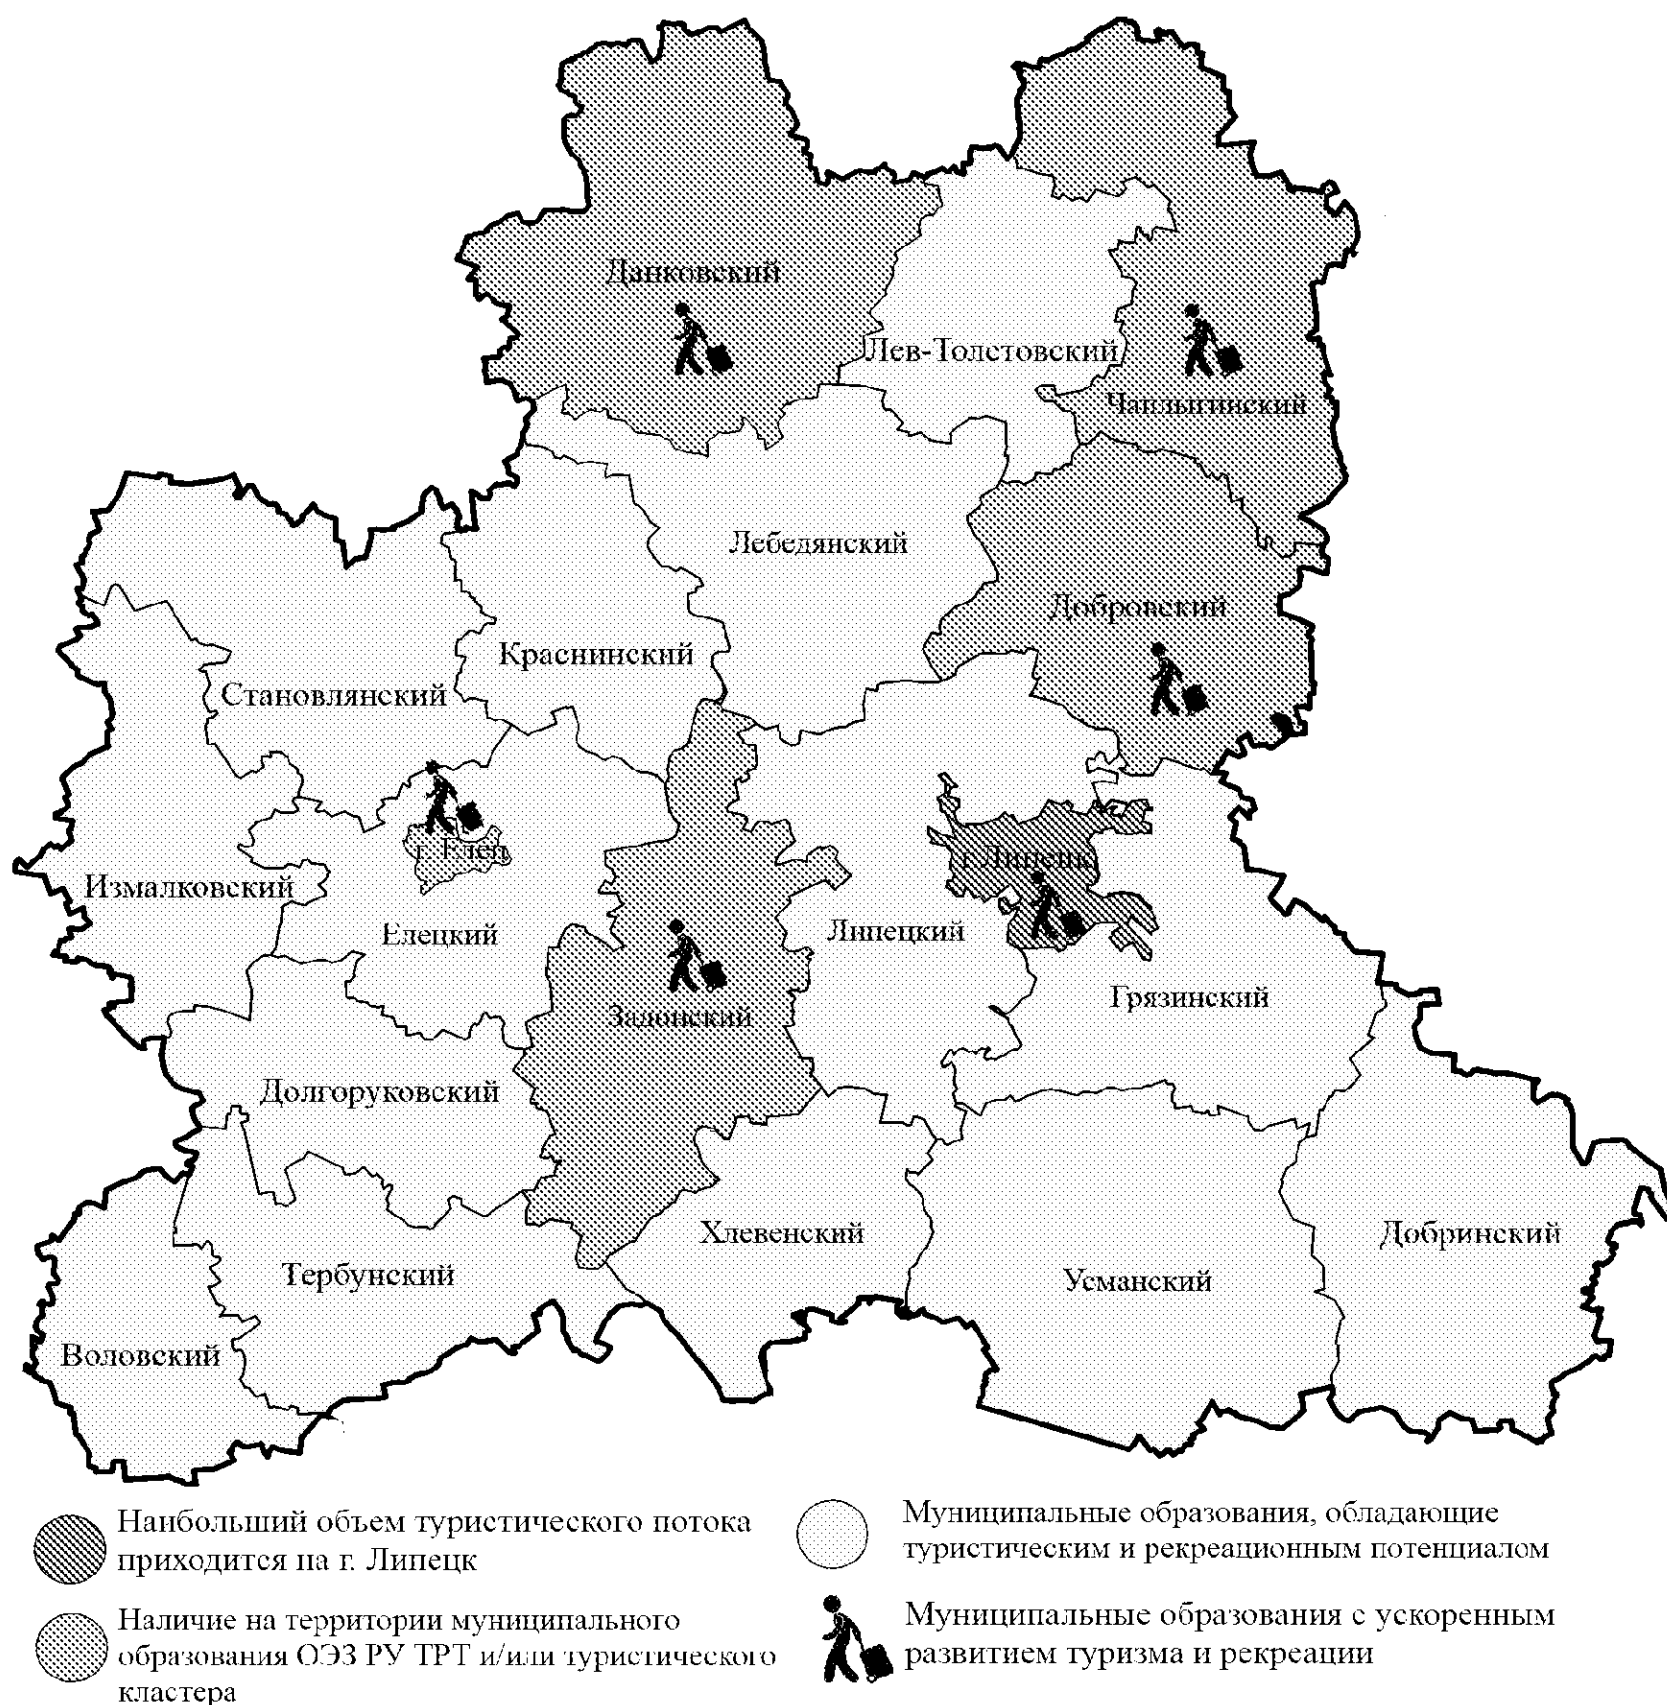 Данковский
Лев-Толстовский
Чаплыгинский
Лебедянский
Добровский
Краснинский
Становлянский
г. Елец
г. Липецк
Измалковский
Елецкий
Липецкий
Грязинский
Задонский
Долгоруковский
Хлевенский
Добринский
Тербунский
Усманский
Воловский
Наибольший объем туристического потока
приходится на г. Липецк
Наличие на территории муниципального
образования ОЭЗ РУ ТРТ и/или туристического
кластера
Муниципальные образования, обладающие
туристическим и рекреационным потенциалом
Муниципальные образования с ускоренным
развитием туризма и рекреации